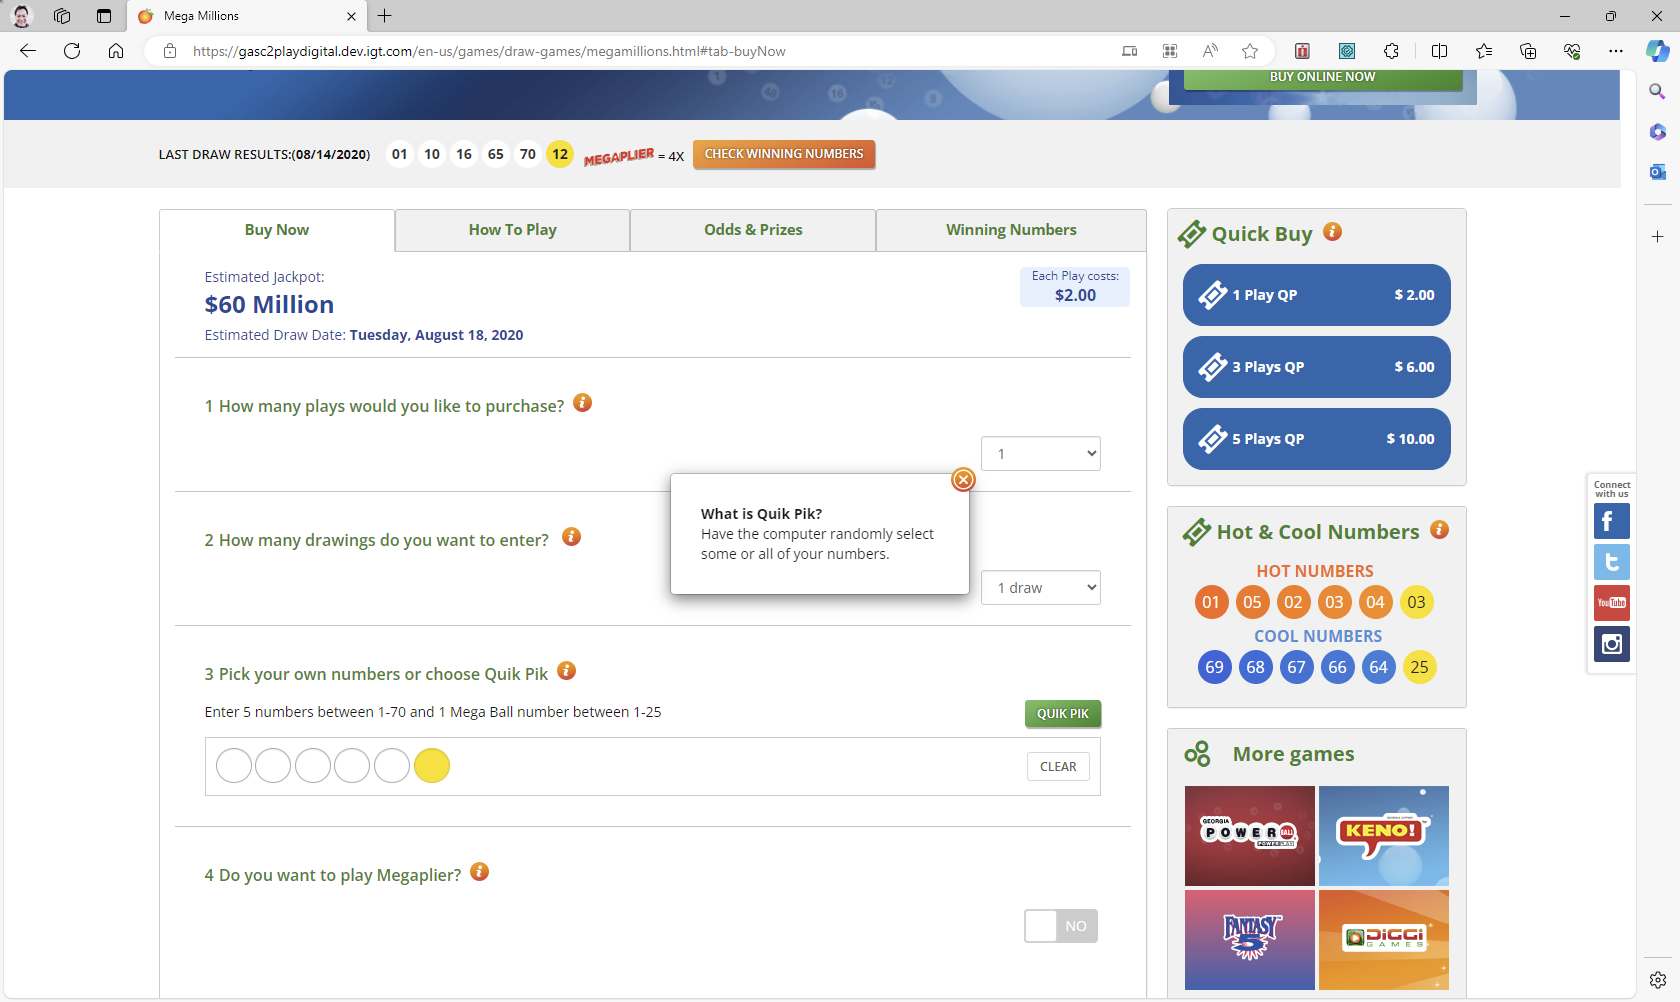 Mega Millions
https://gasc2playdigital.dev.igt.com/en-us/games/draw-games/megamillions.html#tab-buyNow
BUY ONLINE NOW
LAST DRAW RESULTS:(08/14/2020) 01 10 16 65 70 12 MEGAPLIER = 4X CHECK WINNING NUMBERS
Buy Now How To Play Odds & Prizes Winning Numbers
Estimated Jackpot:
$60 Million
Estimated Draw Date: Tuesday, August 18, 2020
Each Play costs:
$2.00
1 How many plays would you like to purchase?
1
2 How many drawings do you want to enter?
1 draw
What is Quik Pik?
Have the computer randomly select
some or all of your numbers.
3 Pick your own numbers or choose Quik Pik
Enter 5 numbers between 1-70 and 1 Mega Ball number between 1-25
QUIK PIK
CLEAR
4 Do you want to play Megaplier?
NO
Quick Buy
1 Play QP $ 2.00
3 Plays QP $ 6.00
5 Plays QP $ 10.00
Hot & Cool Numbers
HOT NUMBERS
01 05 02 03 04 03
COOL NUMBERS
69 68 67 66 64 25
More games
GEORGIA
POWER BALL
POWER PLAY
KENO!
FANTASY
5
DiGGi
GAMES
Connect
with us
YouTube